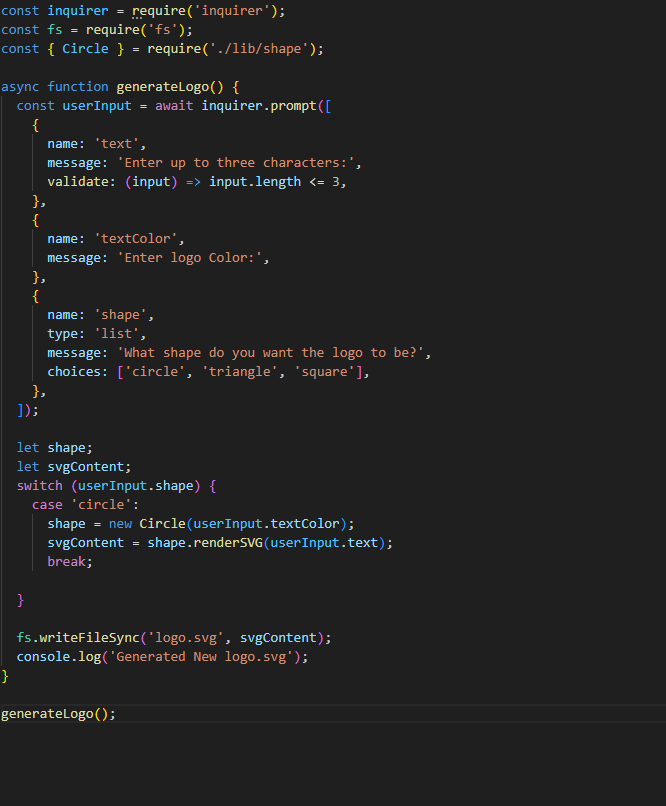 const inquirer = require('inquirer');
const fs = require('fs');
const { Circle } = require('./lib/shape');

async function generateLogo() {
  const userInput = await inquirer.prompt([
    {
      name: 'text',
      message: 'Enter up to three characters:',
      validate: (input) => input.length <= 3,
    },
    {
      name: 'textColor',
      message: 'Enter logo Color:',
    },
    {
      name: 'shape',
      type: 'list',
      message: 'What shape do you want the logo to be?',
      choices: ['circle', 'triangle', 'square'],
    },
  ]);

  let shape;
  let svgContent;
  switch (userInput.shape) {
    case 'circle':
      shape = new Circle(userInput.textColor);
      svgContent = shape.renderSVG(userInput.text);
      break;

  }

  fs.writeFileSync('logo.svg', svgContent);
  console.log('Generated New logo.svg');
}

generateLogo();